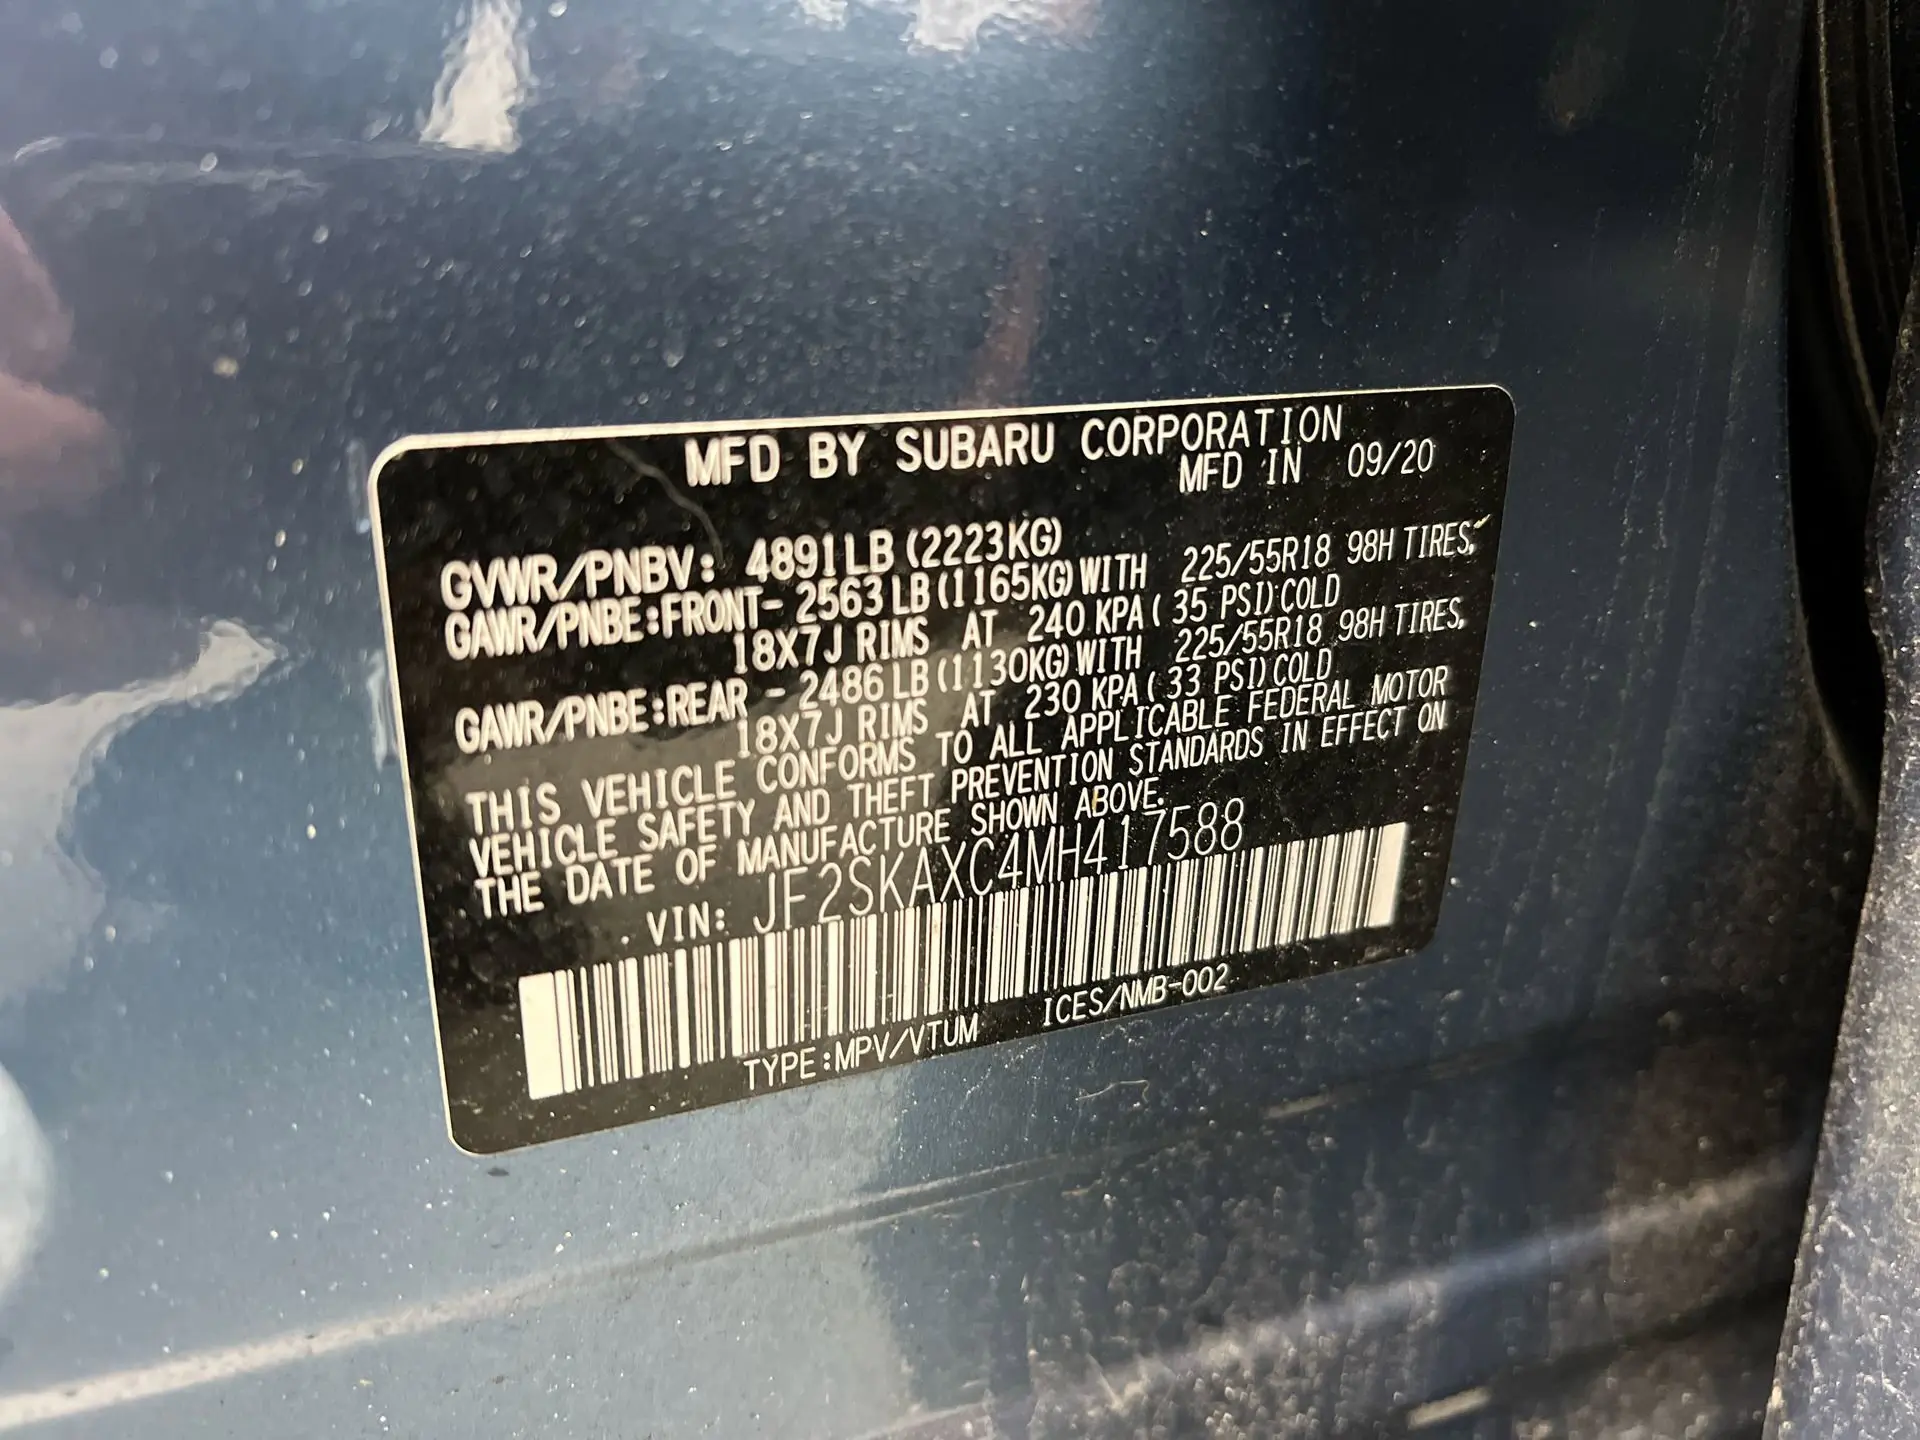 MFD BY SUBARU CORPORATION
MFD IN 09/20
GVWR/PNBV: 4891LB (2223KG)
GAWR/PNBE:FRONT- 2563LB (1165KG) WITH 225/55R18 98H TIRES,
18X7J RIMS AT 240 KPA ( 35 PSI) COLD
GAWR/PNBE:REAR - 2486LB (1130KG) WITH 225/55R18 98H TIRES,
18X7J RIMS AT 230 KPA ( 33 PSI) COLD
THIS VEHICLE CONFORMS TO ALL APPLICABLE FEDERAL MOTOR
VEHICLE SAFETY AND THEFT PREVENTION STANDARDS IN EFFECT ON
THE DATE OF MANUFACTURE SHOWN ABOVE.
VIN: JF2SKAXC4MH417588
TYPE:MPV/VTUM ICES/NMB-002